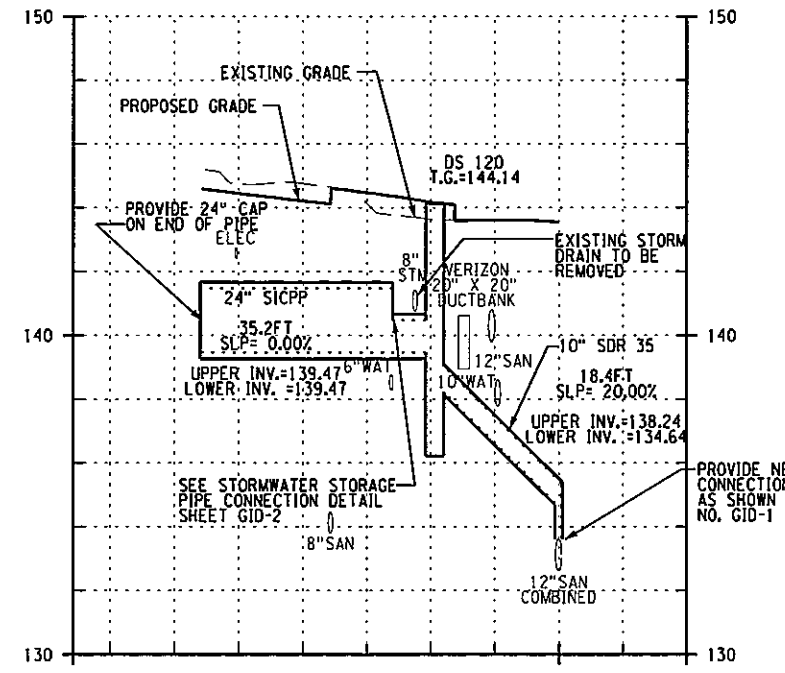 150
150
EXISTING GRADE
PROPOSED GRADE
DS 120
T.G.=144.14
PROVIDE 24" CAP
ON END OF PIPE
ELEC
8"
STM
VERIZON
20" X 20"
DUCTBANK
EXISTING STORM
DRAIN TO BE
REMOVED
24" SICPP
35.2FT
SLP= 0.00%
140
140
10" SDR 35
18.4FT
SLP= 20.00%
12"SAN
6"WAT
10"WAT
UPPER INV.=139.47
LOWER INV. =139.47
UPPER INV.=138.24
LOWER INV. =134.64
SEE STORMWATER STORAGE
PIPE CONNECTION DETAIL
SHEET GID-2
8"SAN
PROVIDE NE
CONNECTION
AS SHOWN
NO. GID-1
12"SAN
COMBINED
130
130